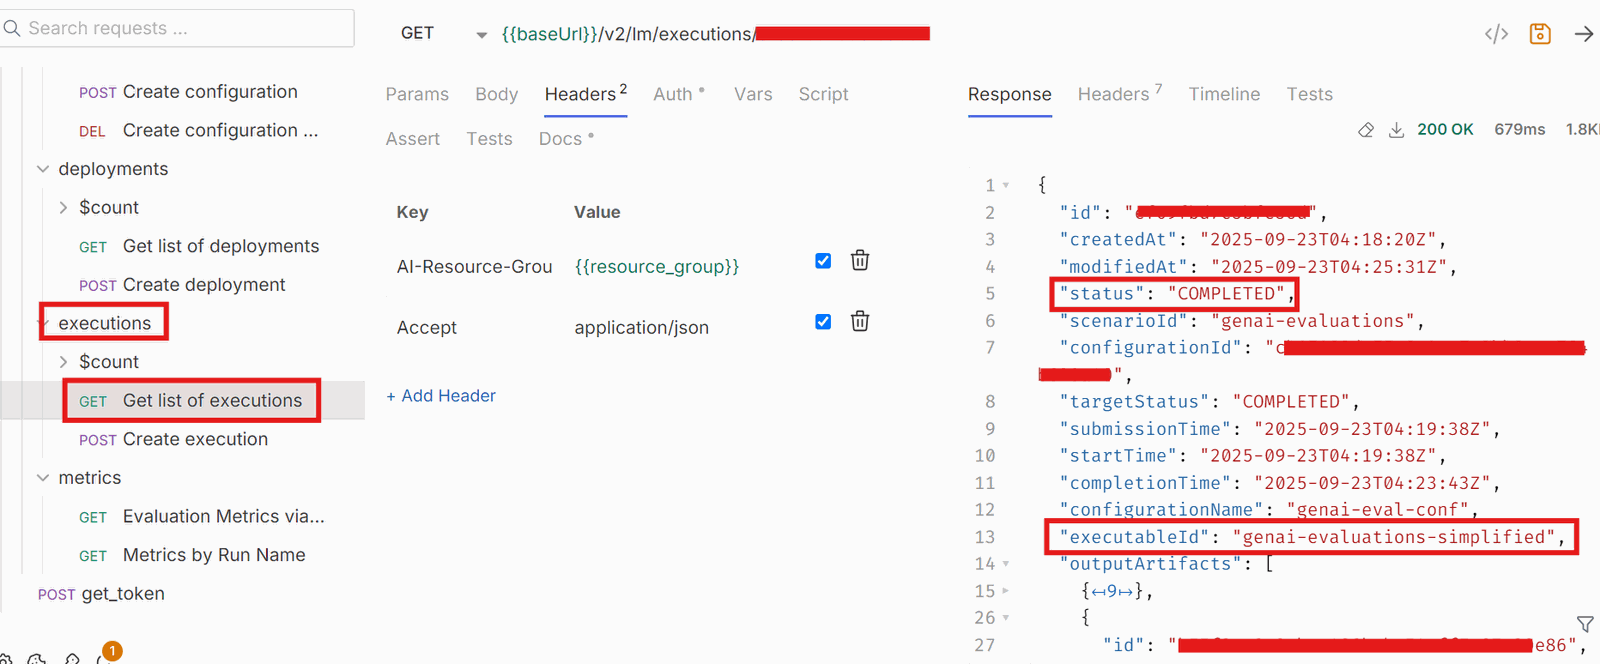 Search requests ...
POST Create configuration
DEL Create configuration ...
deployments
$count
GET Get list of deployments
POST Create deployment
executions
$count
GET Get list of executions
POST Create execution
metrics
GET Evaluation Metrics via...
GET Metrics by Run Name
POST get_token
1
GET {{baseUrl}}/v2/lm/executions/
Params Body Headers 2 Auth Vars Script
Assert Tests Docs
Key Value
AI-Resource-Grou {{resource_group}}
Accept application/json
+ Add Header
</>
Response Headers 7 Timeline Tests
200 OK 679ms 1.8K
1 {
2 "id": "
",
3 "createdAt": "2025-09-23T04:18:20Z",
4 "modifiedAt": "2025-09-23T04:25:31Z",
5 "status": "COMPLETED",
6 "scenarioId": "genai-evaluations",
7 "configurationId": "c
",
8 "targetStatus": "COMPLETED",
9 "submissionTime": "2025-09-23T04:19:38Z",
10 "startTime": "2025-09-23T04:19:38Z",
11 "completionTime": "2025-09-23T04:23:43Z",
12 "configurationName": "genai-eval-conf",
13 "executableId": "genai-evaluations-simplified",
14 "outputArtifacts": [
15 {↤9↦},
26 {
27 "id": "
e86",